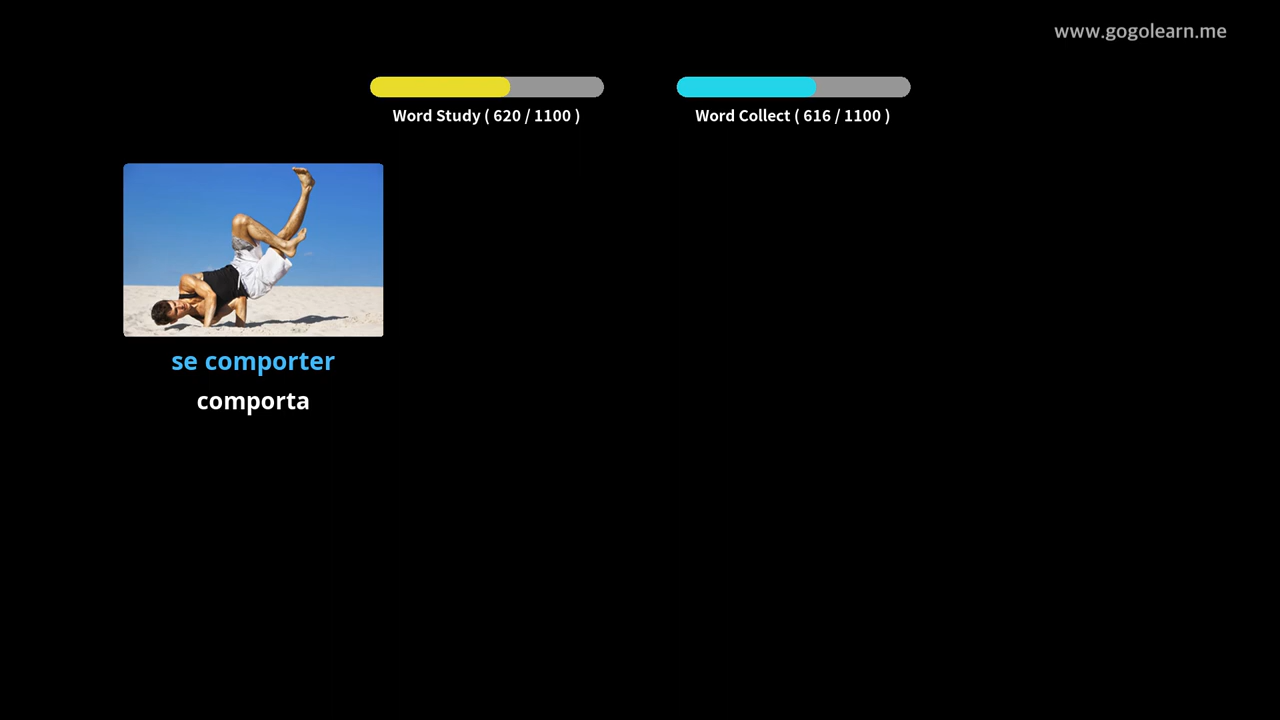 www.gogolearn.me
Word Study ( 620 / 1100 )
Word Collect ( 616 / 1100 )
se comporter
comporta